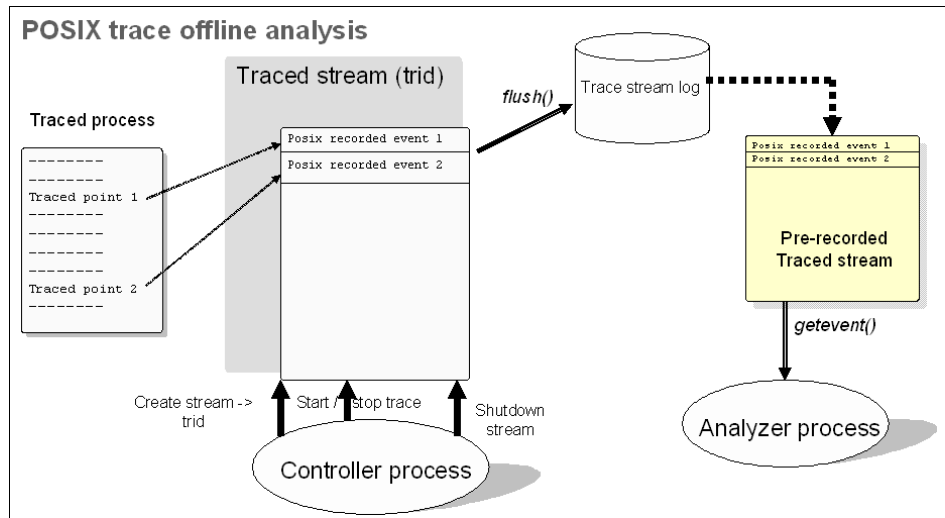 POSIX trace offline analysis
Traced stream (trid)
flush()
Trace stream log
Traced process
Posix recorded event 1
Posix recorded event 2
---------
---------
Traced point 1
---------
---------
---------
---------
Traced point 2
---------
Posix recorded event 1
Posix recorded event 2
Pre-recorded
Traced stream
getevent()
Create stream ->
trid
Start / stop trace
Shutdown
stream
Controller process
Analyzer process